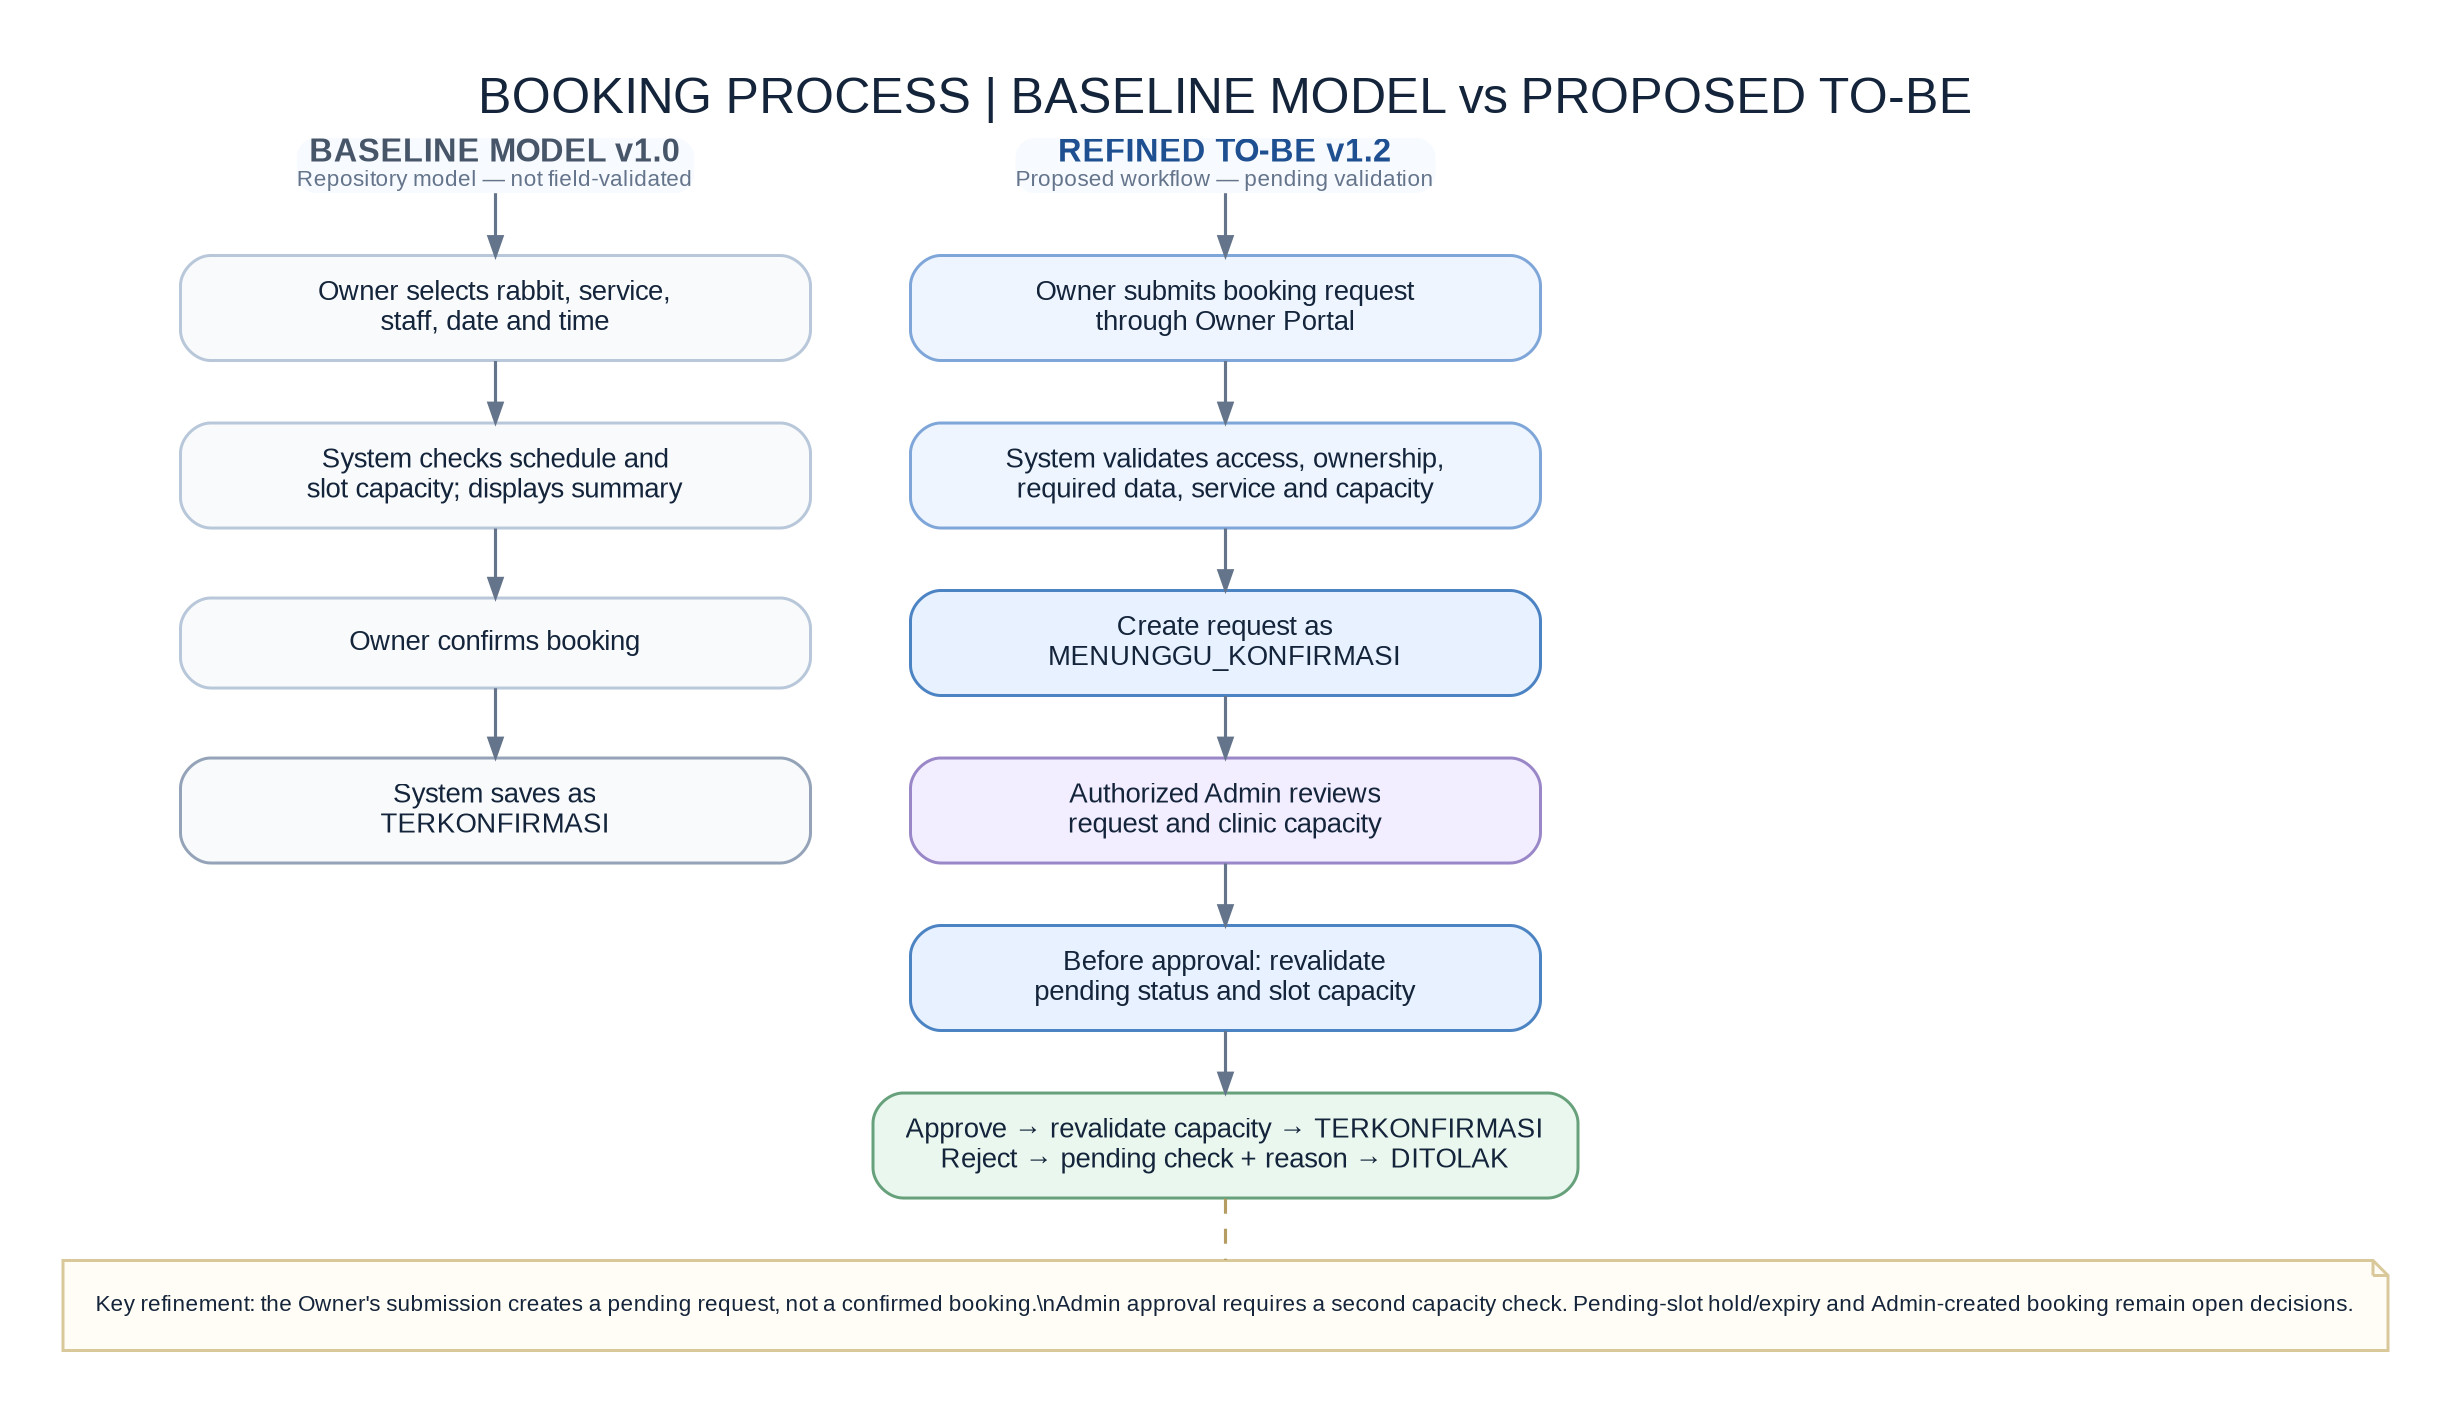 BOOKING PROCESS | BASELINE MODEL vs PROPOSED TO-BE
BASELINE MODEL v1.0
Repository model — not field-validated
Owner selects rabbit, service,
staff, date and time
System checks schedule and
slot capacity; displays summary
Owner confirms booking
System saves as
TERKONFIRMASI
REFINED TO-BE v1.2
Proposed workflow — pending validation
Owner submits booking request
through Owner Portal
System validates access, ownership,
required data, service and capacity
Create request as
MENUNGGU_KONFIRMASI
Authorized Admin reviews
request and clinic capacity
Before approval: revalidate
pending status and slot capacity
Approve → revalidate capacity → TERKONFIRMASI
Reject → pending check + reason → DITOLAK
Key refinement: the Owner's submission creates a pending request, not a confirmed booking.\nAdmin approval requires a second capacity check. Pending-slot hold/expiry and Admin-created booking remain open decisions.